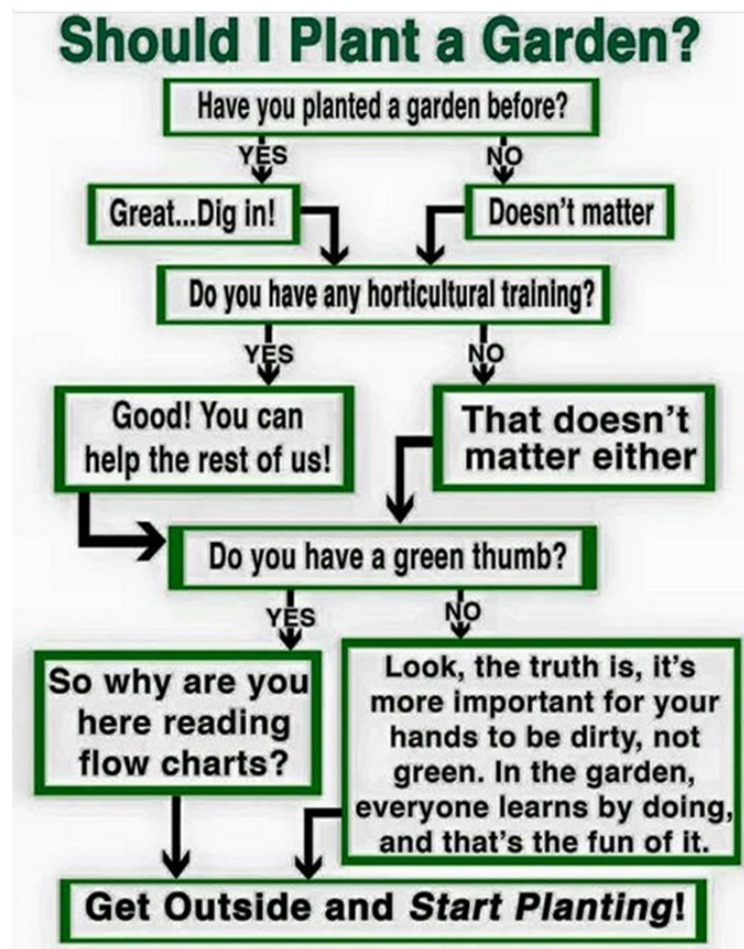 Should I Plant a Garden?
Have you planted a garden before?
YES
NO
Great...Dig in!
Doesn't matter
Do you have any horticultural training?
YES
NO
Good! You can
help the rest of us!
That doesn't
matter either
Do you have a green thumb?
YES
NO
So why are you
here reading
flow charts?
Look, the truth is, it's
more important for your
hands to be dirty, not
green. In the garden,
everyone learns by doing,
and that's the fun of it.
Get Outside and Start Planting!